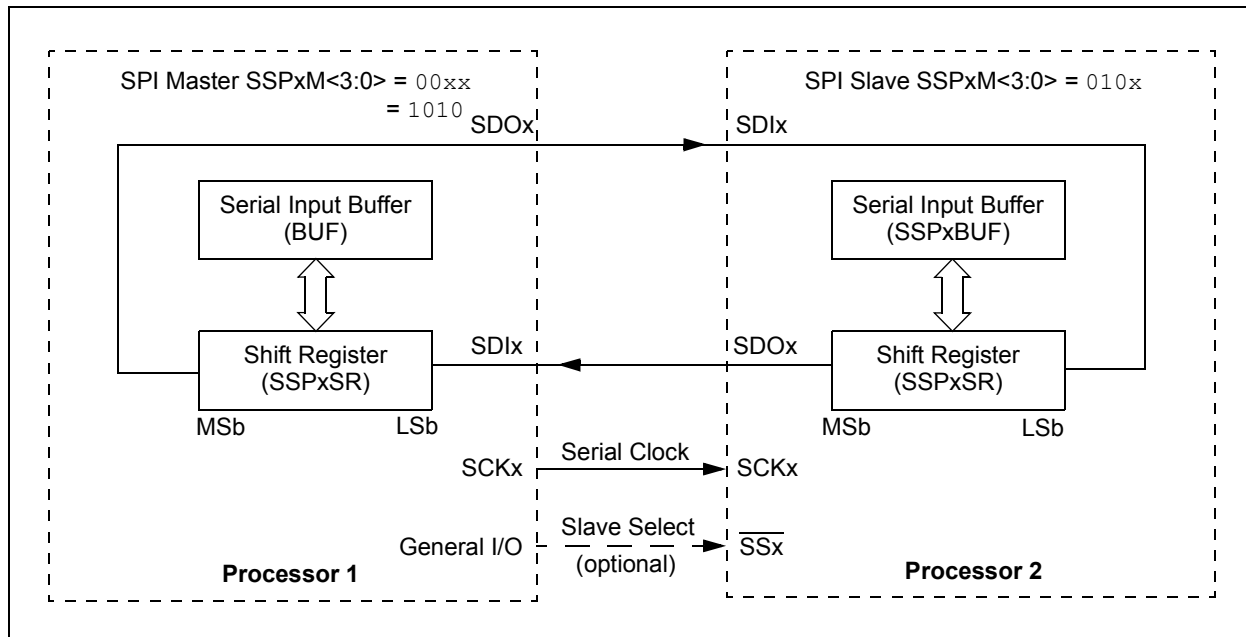 SPI Master SSPxM<3:0> = 00xx
= 1010
SPI Slave SSPxM<3:0> = 010x
SDOx
SDIx
Serial Input Buffer
(BUF)
Serial Input Buffer
(SSPxBUF)
SDIx
SDOx
Shift Register
(SSPxSR)
Shift Register
(SSPxSR)
MSb
LSb
MSb
LSb
SCKx
Serial Clock
SCKx
General I/O
Slave Select
(optional)
SSx
Processor 1
Processor 2